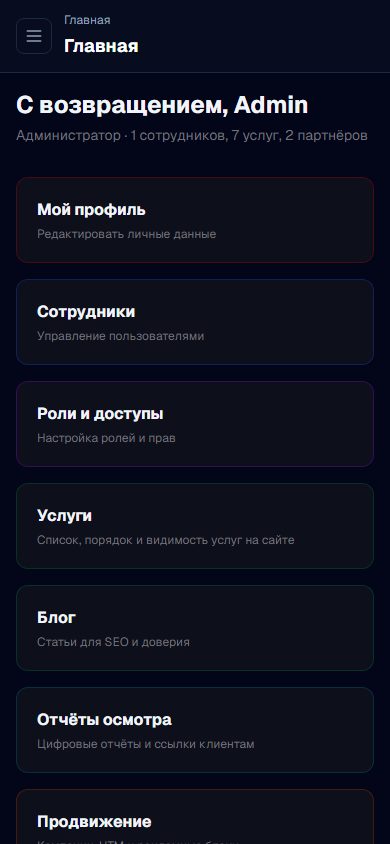 Главная
Главная
С возвращением, Admin
Администратор · 1 сотрудников, 7 услуг, 2 партнёров
Мой профиль
Редактировать личные данные
Сотрудники
Управление пользователями
Роли и доступы
Настройка ролей и прав
Услуги
Список, порядок и видимость услуг на сайте
Блог
Статьи для SEO и доверия
Отчёты осмотра
Цифровые отчёты и ссылки клиентам
Продвижение